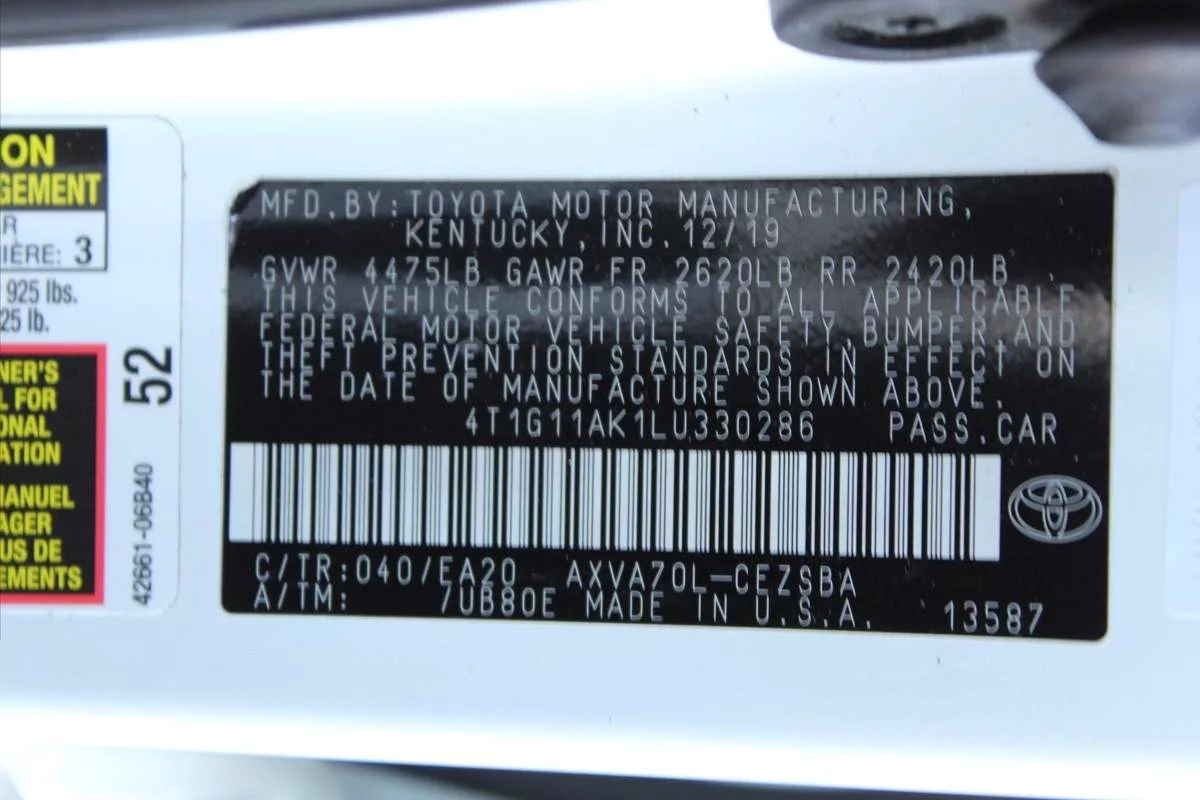 ON
GEMENT
R
IÈRE: 3
925 lbs.
25 lb.
NER'S
L FOR
ONAL
ATION
MANUEL
AGER
US DE
EMENTS
52
42661-06B40
MFD.BY:TOYOTA MOTOR MANUFACTURING,
KENTUCKY,INC.12/19
GVWR 4475LB GAWR FR 2620LB RR 2420LB
THIS VEHICLE CONFORMS TO ALL APPLICABLE
FEDERAL MOTOR VEHICLE SAFETY,BUMPER,AND
THEFT PREVENTION STANDARDS IN EFFECT ON
THE DATE OF MANUFACTURE SHOWN ABOVE.
4T1G11AK1LU330286 PASS.CAR
C/TR:040/EA20 AXVA70L-CEZSBA
A/TM: 7UB80E MADE IN U.S.A. 13587